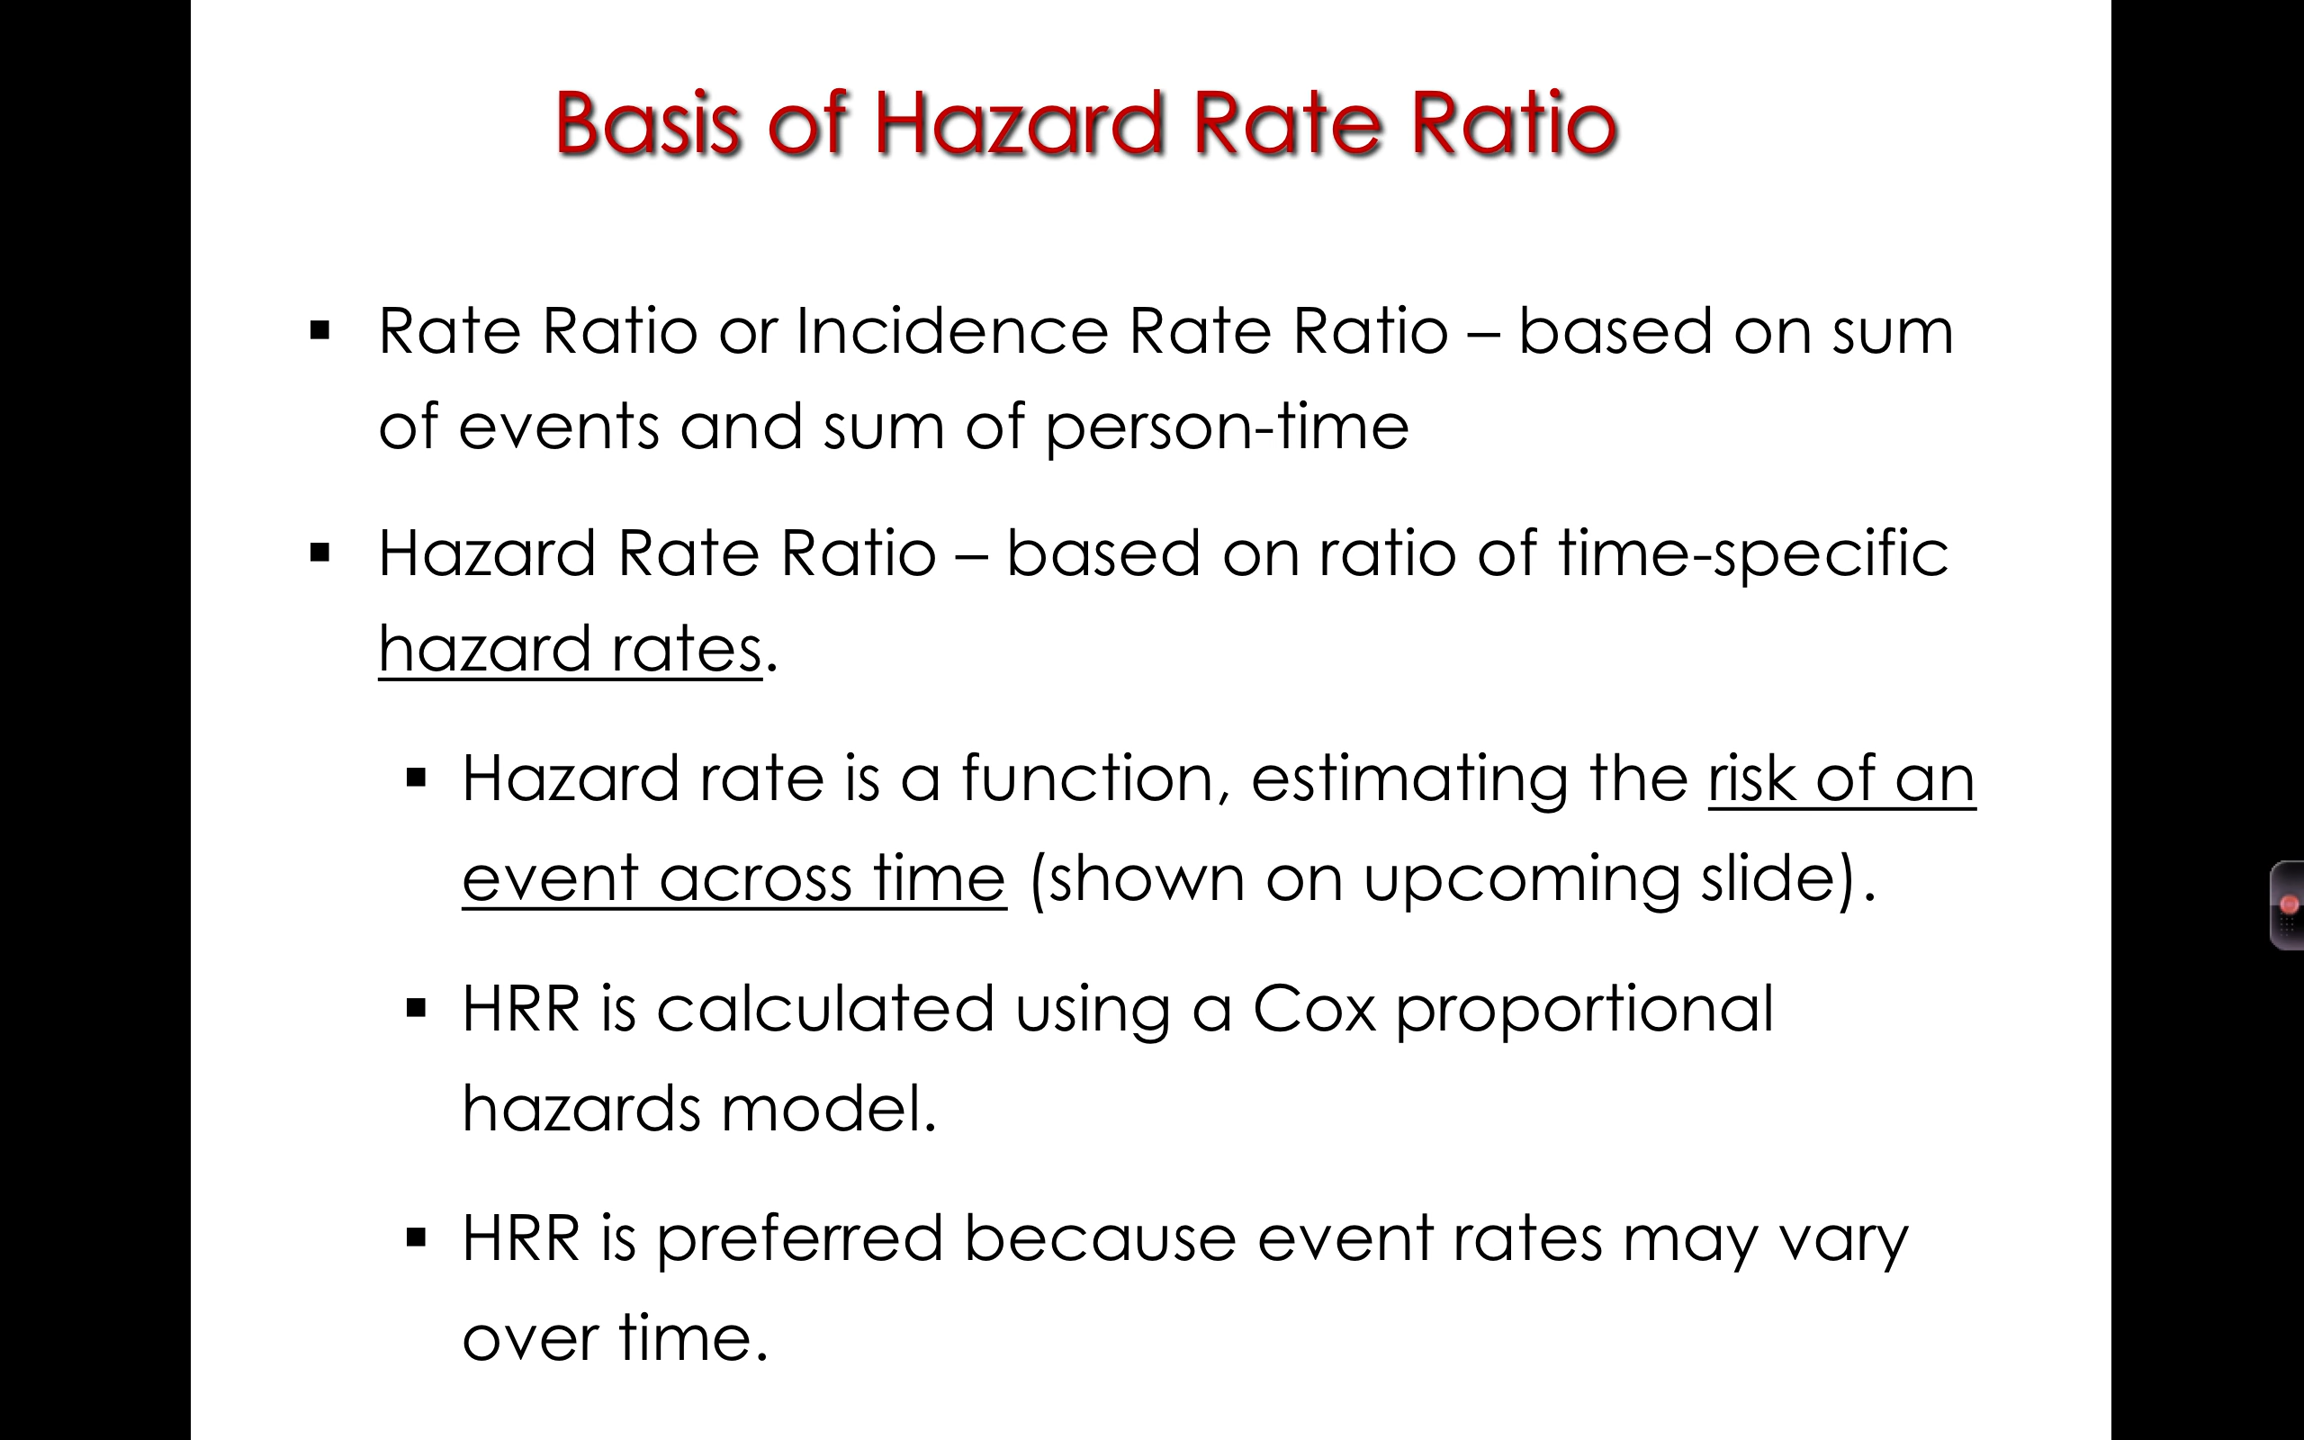 Basis of Hazard Rate Ratio
▪ Rate Ratio or Incidence Rate Ratio – based on sum
of events and sum of person-time
▪ Hazard Rate Ratio – based on ratio of time-specific
hazard rates.
▪ Hazard rate is a function, estimating the risk of an
event across time (shown on upcoming slide).
▪ HRR is calculated using a Cox proportional
hazards model.
▪ HRR is preferred because event rates may vary
over time.